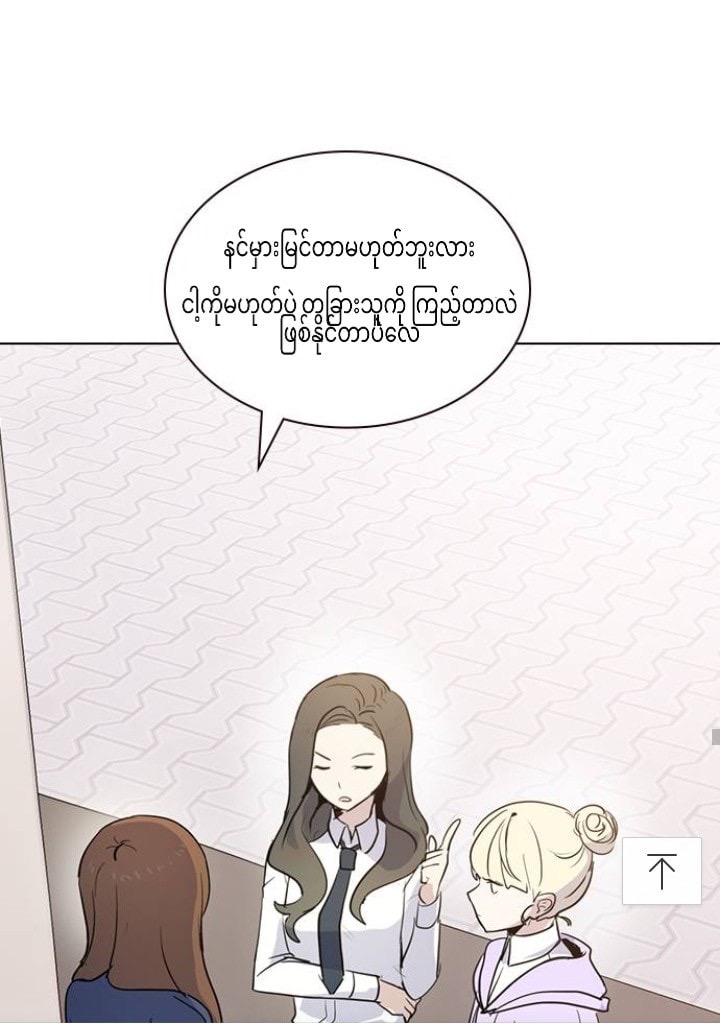 နင်မှားမြင်တာမဟုတ်ဘူးလား
ငါ့ကိုမဟုတ်ပဲ တခြားသူကို ကြည့်တာလဲ
ဖြစ်နိုင်တာပဲလေ